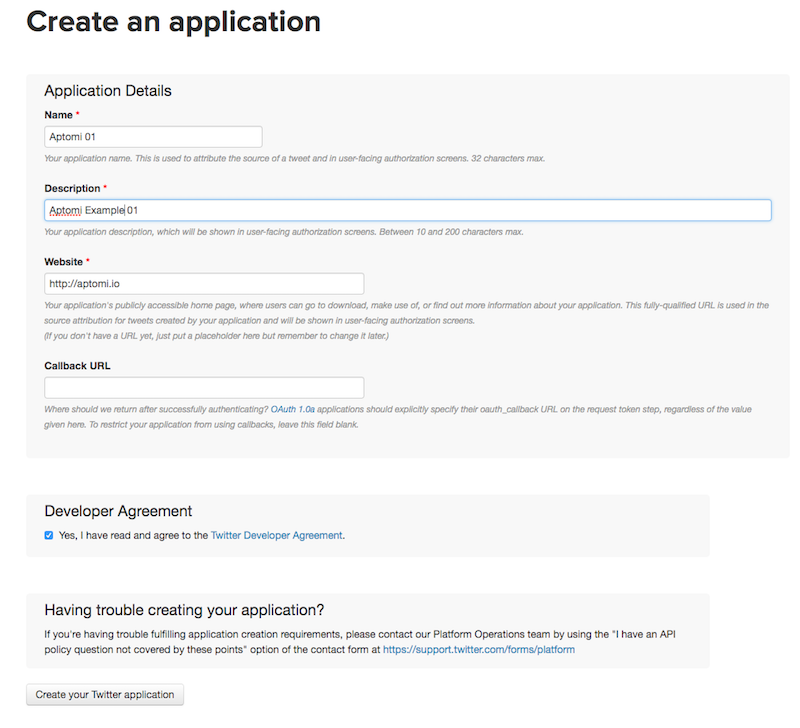 Create an application
Application Details
Name *
Aptomi 01
Your application name. This is used to attribute the source of a tweet and in user-facing authorization screens. 32 characters max.
Description *
Aptomi Example 01
Your application description, which will be shown in user-facing authorization screens. Between 10 and 200 characters max.
Website *
http://aptomi.io
Your application's publicly accessible home page, where users can go to download, make use of, or find out more information about your application. This fully-qualified URL is used in the
source attribution for tweets created by your application and will be shown in user-facing authorization screens.
(If you don't have a URL yet, just put a placeholder here but remember to change it later.)
Callback URL
Where should we return after successfully authenticating? OAuth 1.0a applications should explicitly specify their oauth_callback URL on the request token step, regardless of the value
given here. To restrict your application from using callbacks, leave this field blank.
Developer Agreement
Yes, I have read and agree to the Twitter Developer Agreement.
Having trouble creating your application?
If you're having trouble fulfilling application creation requirements, please contact our Platform Operations team by using the "I have an API
policy question not covered by these points" option of the contact form at https://support.twitter.com/forms/platform
Create your Twitter application